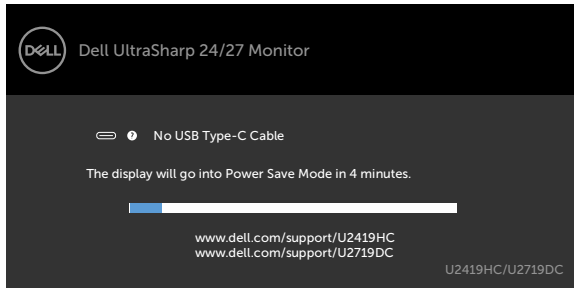 DELL Dell UltraSharp 24/27 Monitor
? No USB Type-C Cable
The display will go into Power Save Mode in 4 minutes.
www.dell.com/support/U2419HC
www.dell.com/support/U2719DC
U2419HC/U2719DC